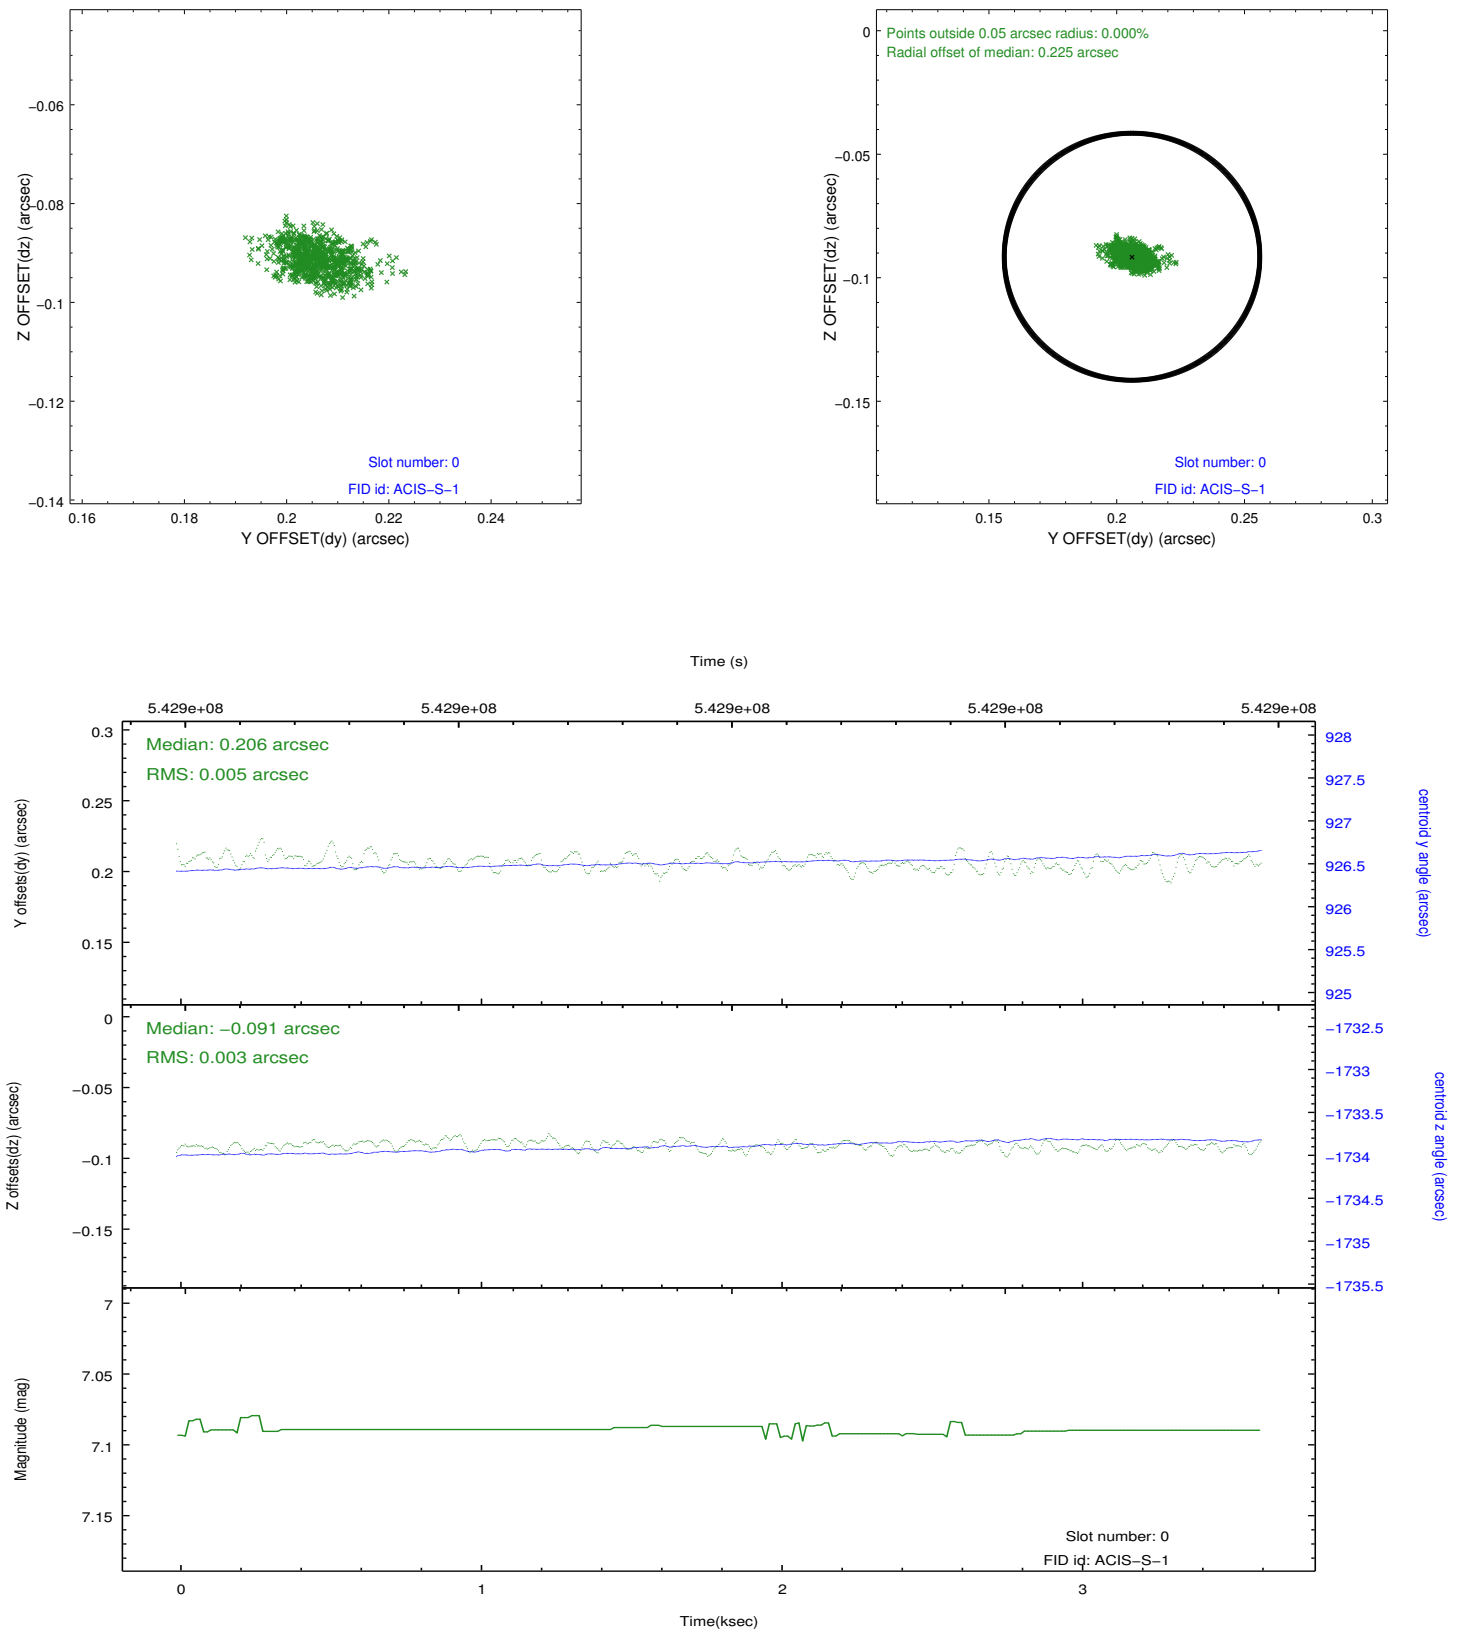 −0.06
−0.08
−0.1
−0.12
−0.14
Z OFFSET(dz) (arcsec)
Slot number: 0
FID id: ACIS−S−1
0.16 0.18 0.2 0.22 0.24
Y OFFSET(dy) (arcsec)
Points outside 0.05 arcsec radius: 0.000%
Radial offset of median: 0.225 arcsec
0
−0.05
−0.1
−0.15
Z OFFSET(dz) (arcsec)
Slot number: 0
FID id: ACIS−S−1
0.15 0.2 0.25 0.3
Y OFFSET(dy) (arcsec)
Time (s)
5.429e+08 5.429e+08 5.429e+08 5.429e+08 5.429e+08
Median: 0.206 arcsec
RMS: 0.005 arcsec
0.3
0.25
0.2
0.15
Y offsets(dy) (arcsec)
928
927.5
927
926.5
926
925.5
925
centroid y angle (arcsec)
Median: −0.091 arcsec
RMS: 0.003 arcsec
0
−0.05
−0.1
−0.15
Z offsets(dz) (arcsec)
−1732.5
−1733
−1733.5
−1734
−1734.5
−1735
−1735.5
centroid z angle (arcsec)
7
7.05
7.1
7.15
Magnitude (mag)
Slot number: 0
FID id: ACIS−S−1
0 1 2 3
Time(ksec)